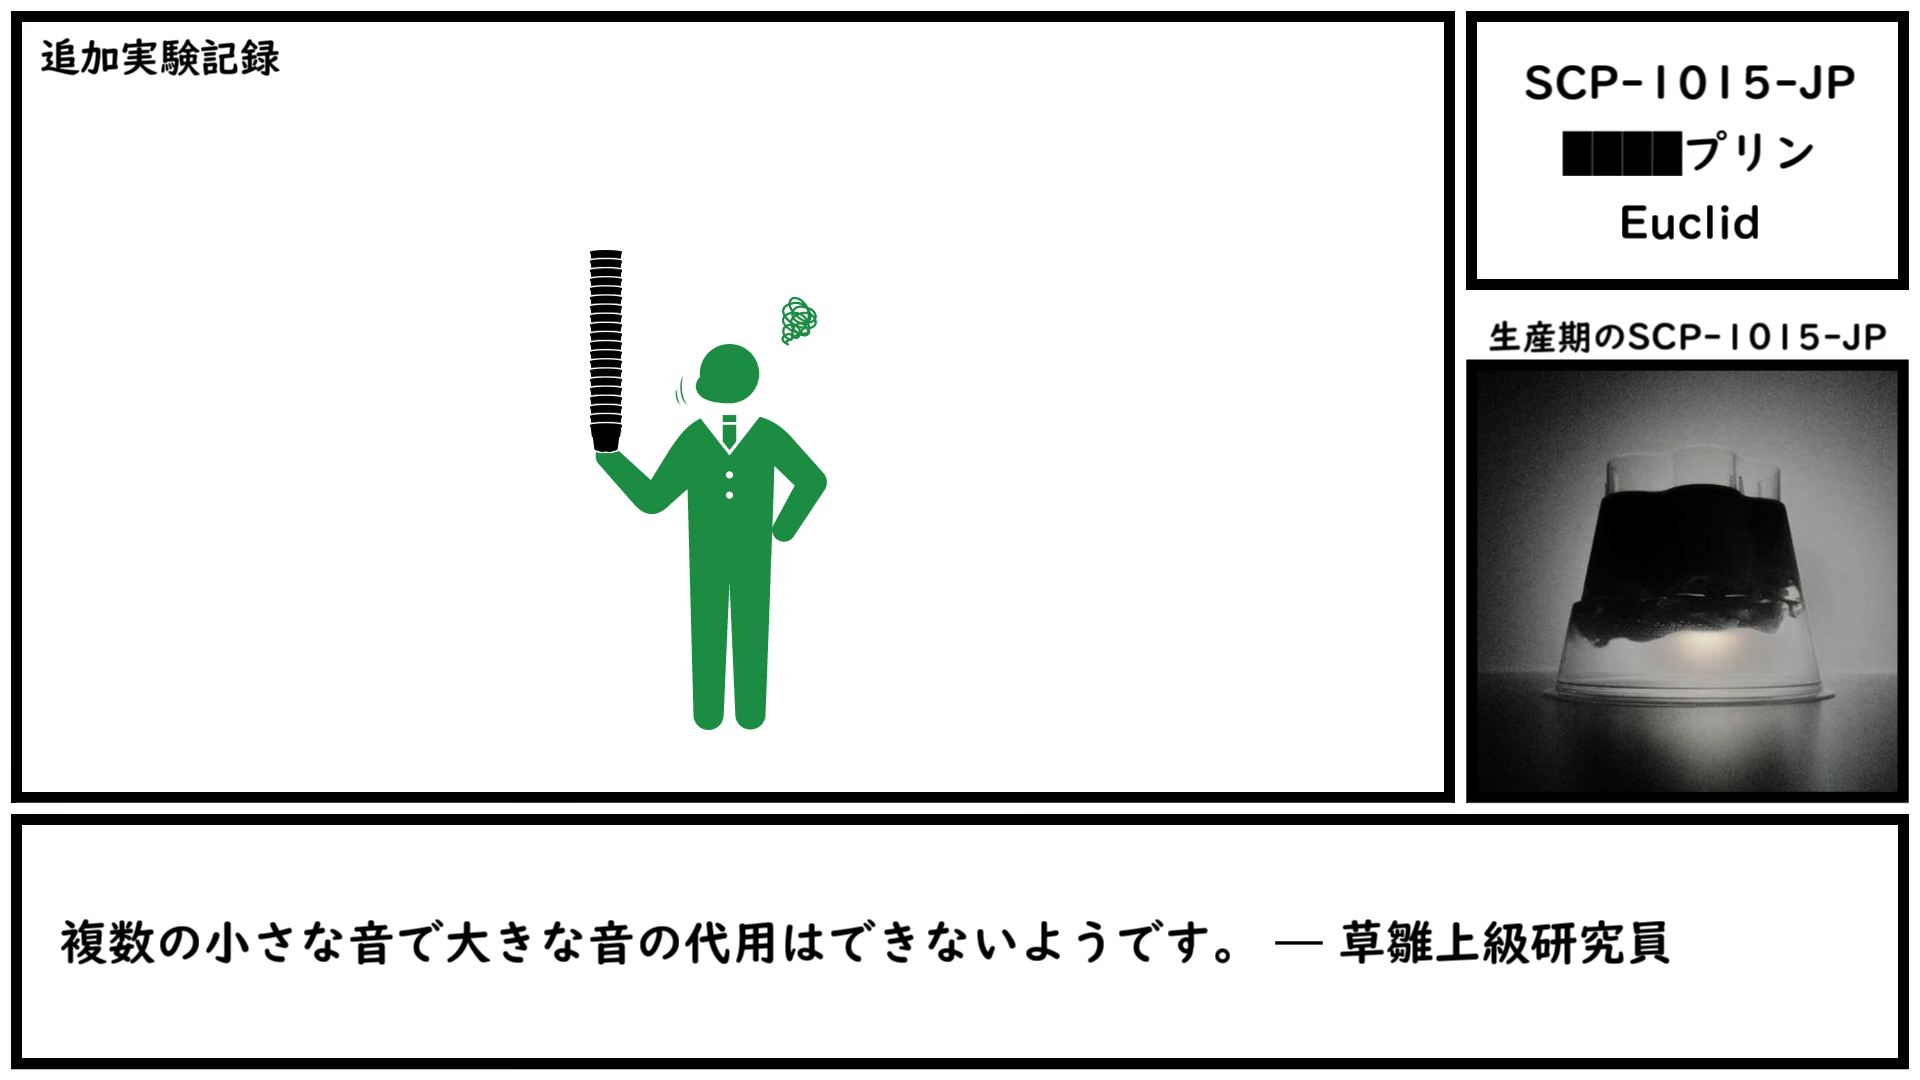 追加実験記録
SCP-1015-JP
████プリン
Euclid
生産期のSCP-1015-JP
複数の小さな音で大きな音の代用はできないようです。 ― 草雛上級研究員